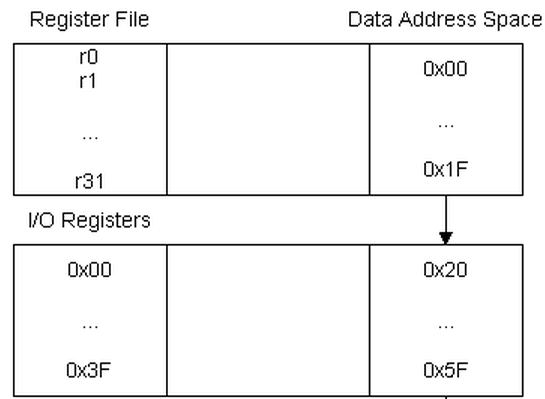 Register File Data Address Space
r0
r1
0x00
...
...
r31
0x1F
I/O Registers
0x00 0x20
... ...
0x3F 0x5F